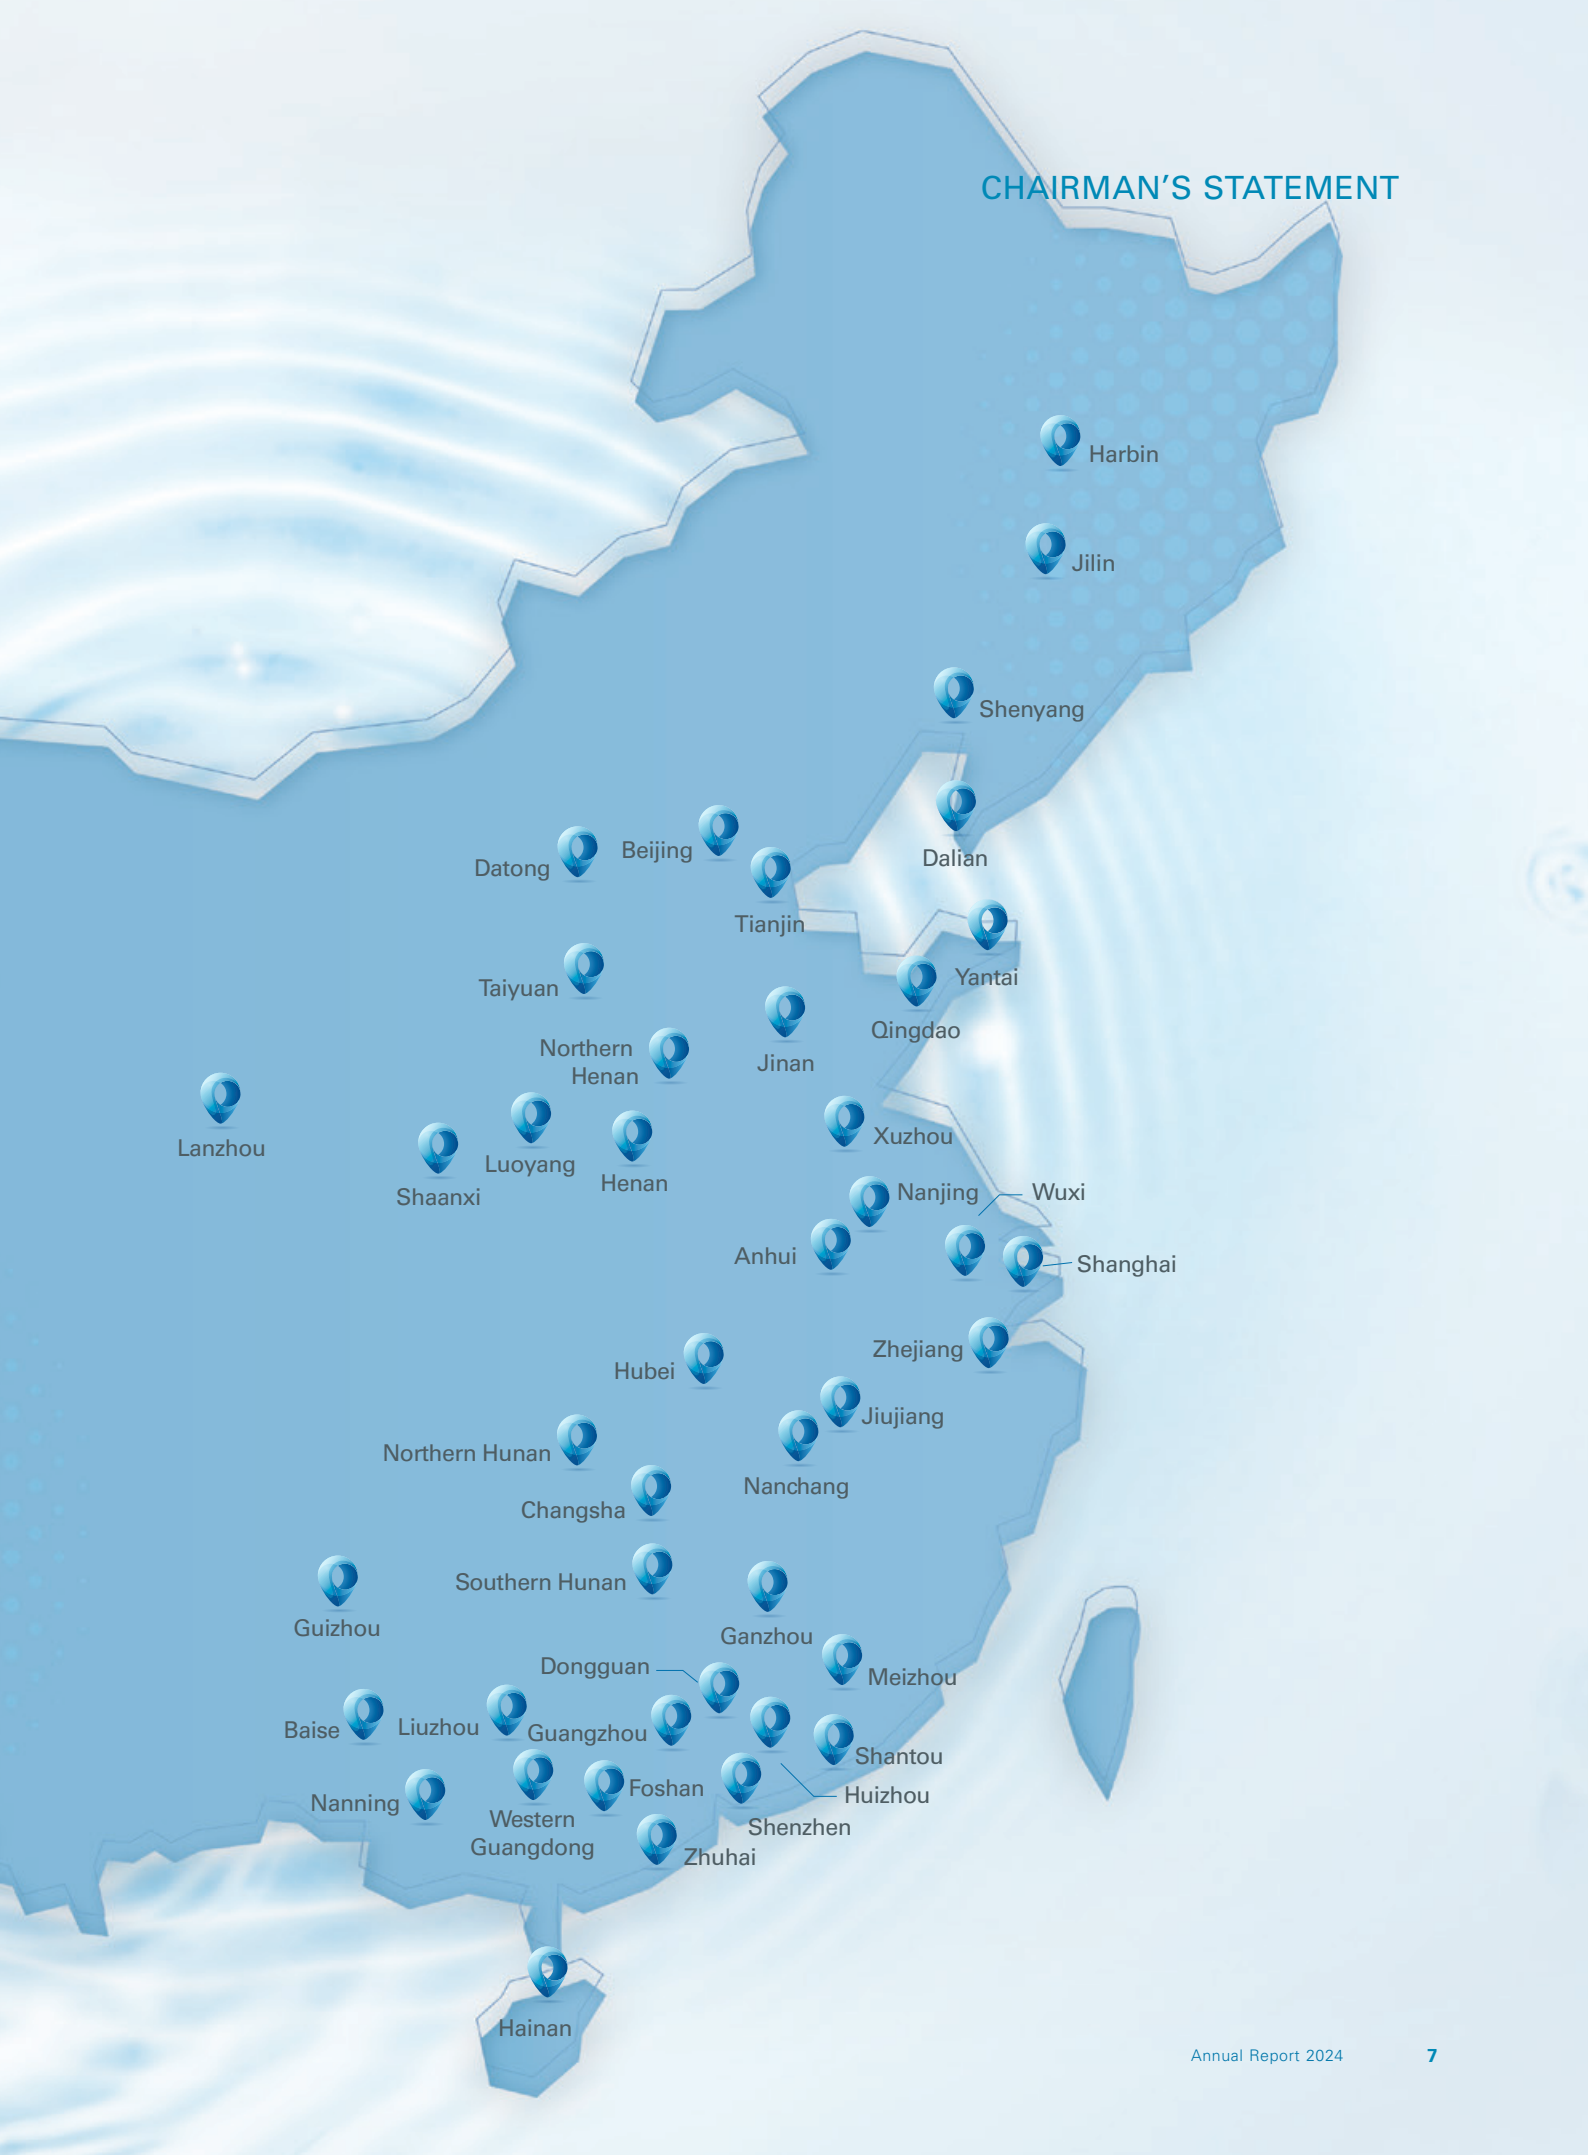 CHAIRMAN'S STATEMENT
Harbin
Jilin
Shenyang
Dalian
Beijing
Datong
Tianjin
Yantai
Taiyuan
Qingdao
Northern
Henan
Jinan
Lanzhou
Xuzhou
Luoyang
Henan
Shaanxi
Nanjing
Wuxi
Anhui
Shanghai
Zhejiang
Hubei
Jiujiang
Northern Hunan
Nanchang
Changsha
Southern Hunan
Guizhou
Ganzhou
Dongguan
Meizhou
Baise
Liuzhou
Guangzhou
Shantou
Foshan
Huizhou
Nanning
Western
Guangdong
Shenzhen
Zhuhai
Hainan
Annual Report 2024
7